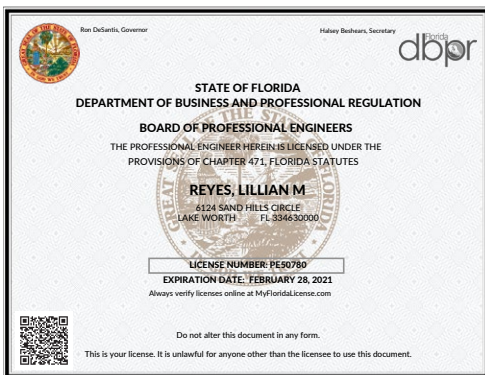 Ron DeSantis, Governor
Halsey Beshears, Secretary
Florida
dbpr
STATE OF FLORIDA
DEPARTMENT OF BUSINESS AND PROFESSIONAL REGULATION
BOARD OF PROFESSIONAL ENGINEERS
THE PROFESSIONAL ENGINEER HEREIN IS LICENSED UNDER THE
PROVISIONS OF CHAPTER 471, FLORIDA STATUTES
REYES, LILLIAN M
6124 SAND HILLS CIRCLE
LAKE WORTH FL 334630000
LICENSE NUMBER: PE50780
EXPIRATION DATE: FEBRUARY 28, 2021
Always verify licenses online at MyFloridaLicense.com
Do not alter this document in any form.
This is your license. It is unlawful for anyone other than the licensee to use this document.